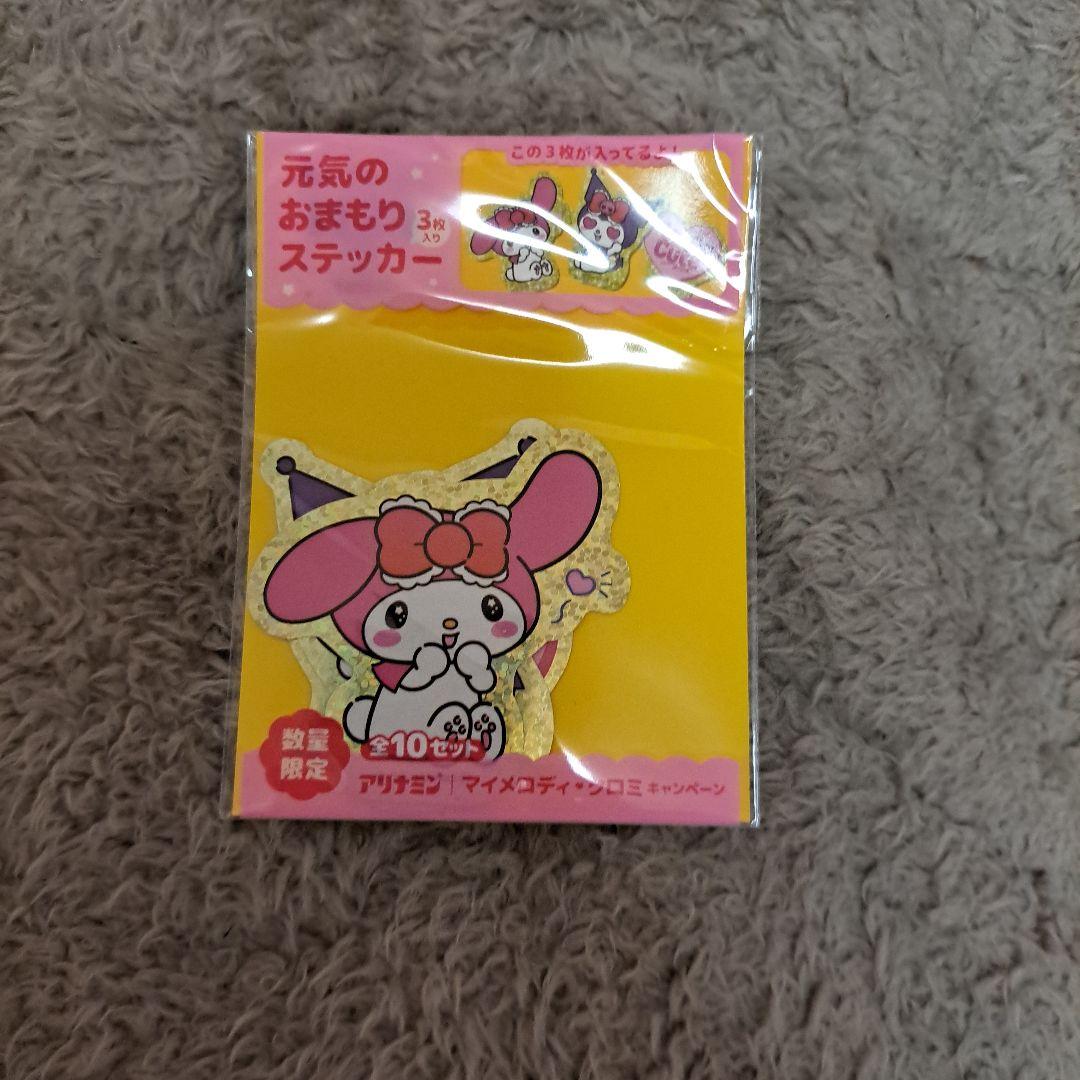 元気の
おまもり
ステッカー
3枚
入り
この3枚が入ってるよ!
Cute
数量
限定
全10セット
アリナミン
マイメロディ・クロミ キャンペーン